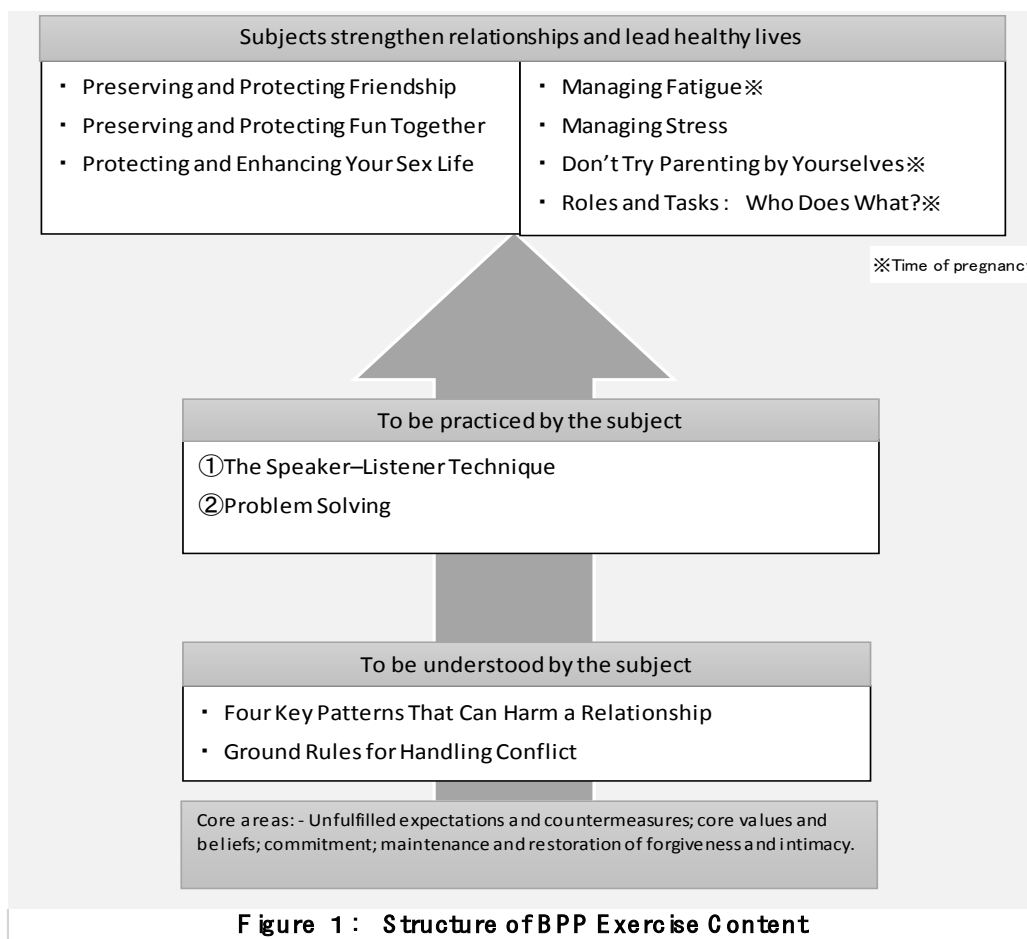 Subjects strengthen relationships and lead healthy lives
・ Preserving and Protecting Friendship
・ Preserving and Protecting Fun Together
・ Protecting and Enhancing Your Sex Life
・ Managing Fatigue※
・ Managing Stress
・ Don't Try Parenting by Yourselves※
・ Roles and Tasks： Who Does What?※
※Time of pregnanc
To be practiced by the subject
①The Speaker–Listener Technique
②Problem Solving
To be understood by the subject
・ Four Key Patterns That Can Harm a Relationship
・ Ground Rules for Handling Conflict
Core areas: - Unfulfilled expectations and countermeasures; core values and
beliefs; commitment; maintenance and restoration of forgiveness and intimacy.
Figure 1： Structure of BPP Exercise Content